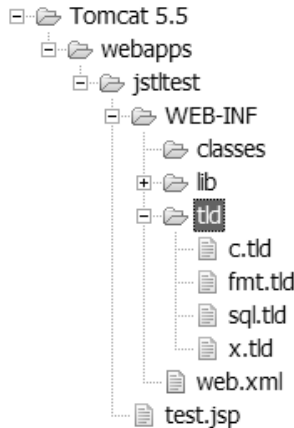 Tomcat 5.5
webapps
jstltest
WEB-INF
classes
lib
tld
c.tld
fmt.tld
sql.tld
x.tld
web.xml
test.jsp